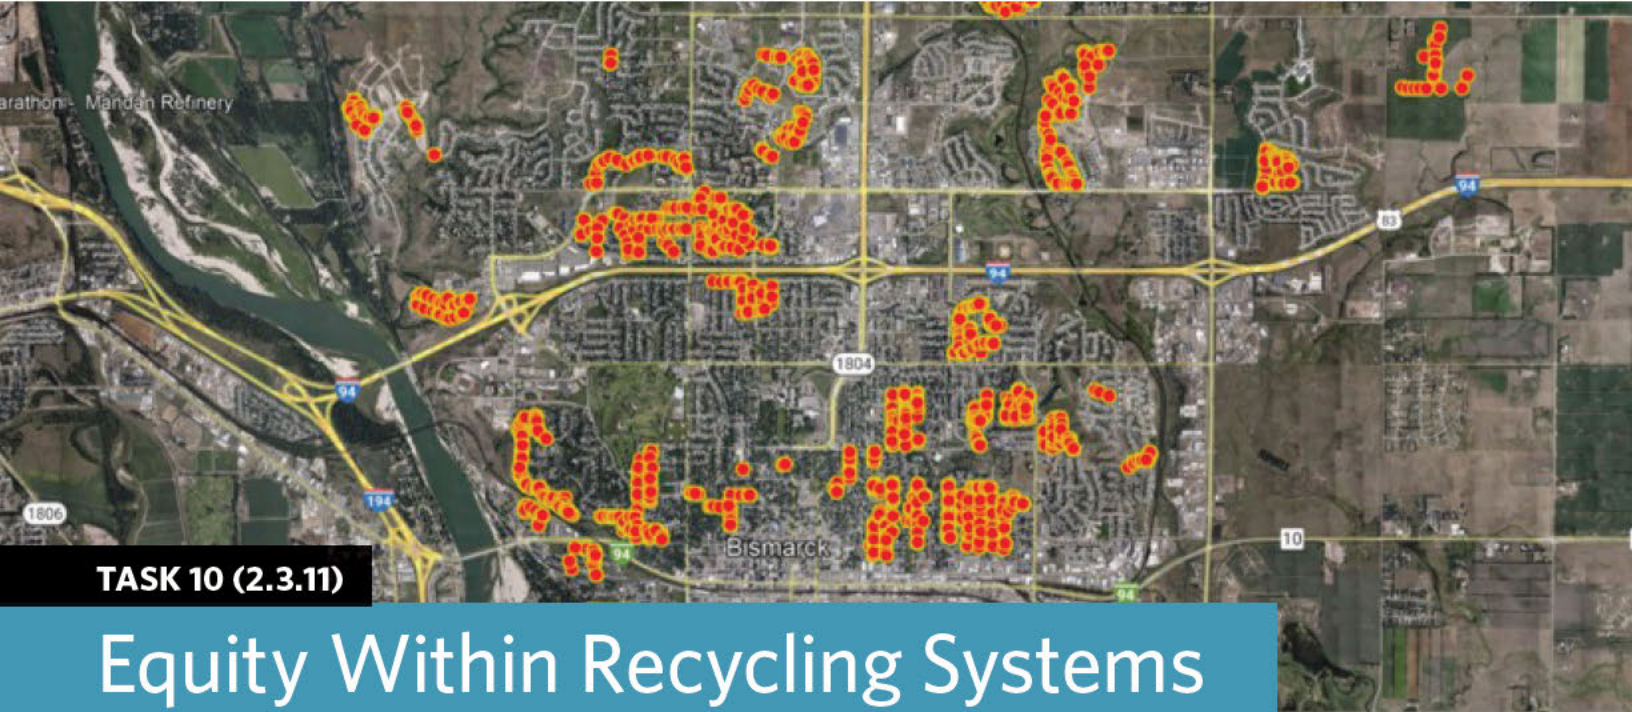 arathon - Mandan Refinery
94
83
94
1804
94
194
1806
10
Bismarck
94
94
TASK 10 (2.3.11)
Equity Within Recycling Systems